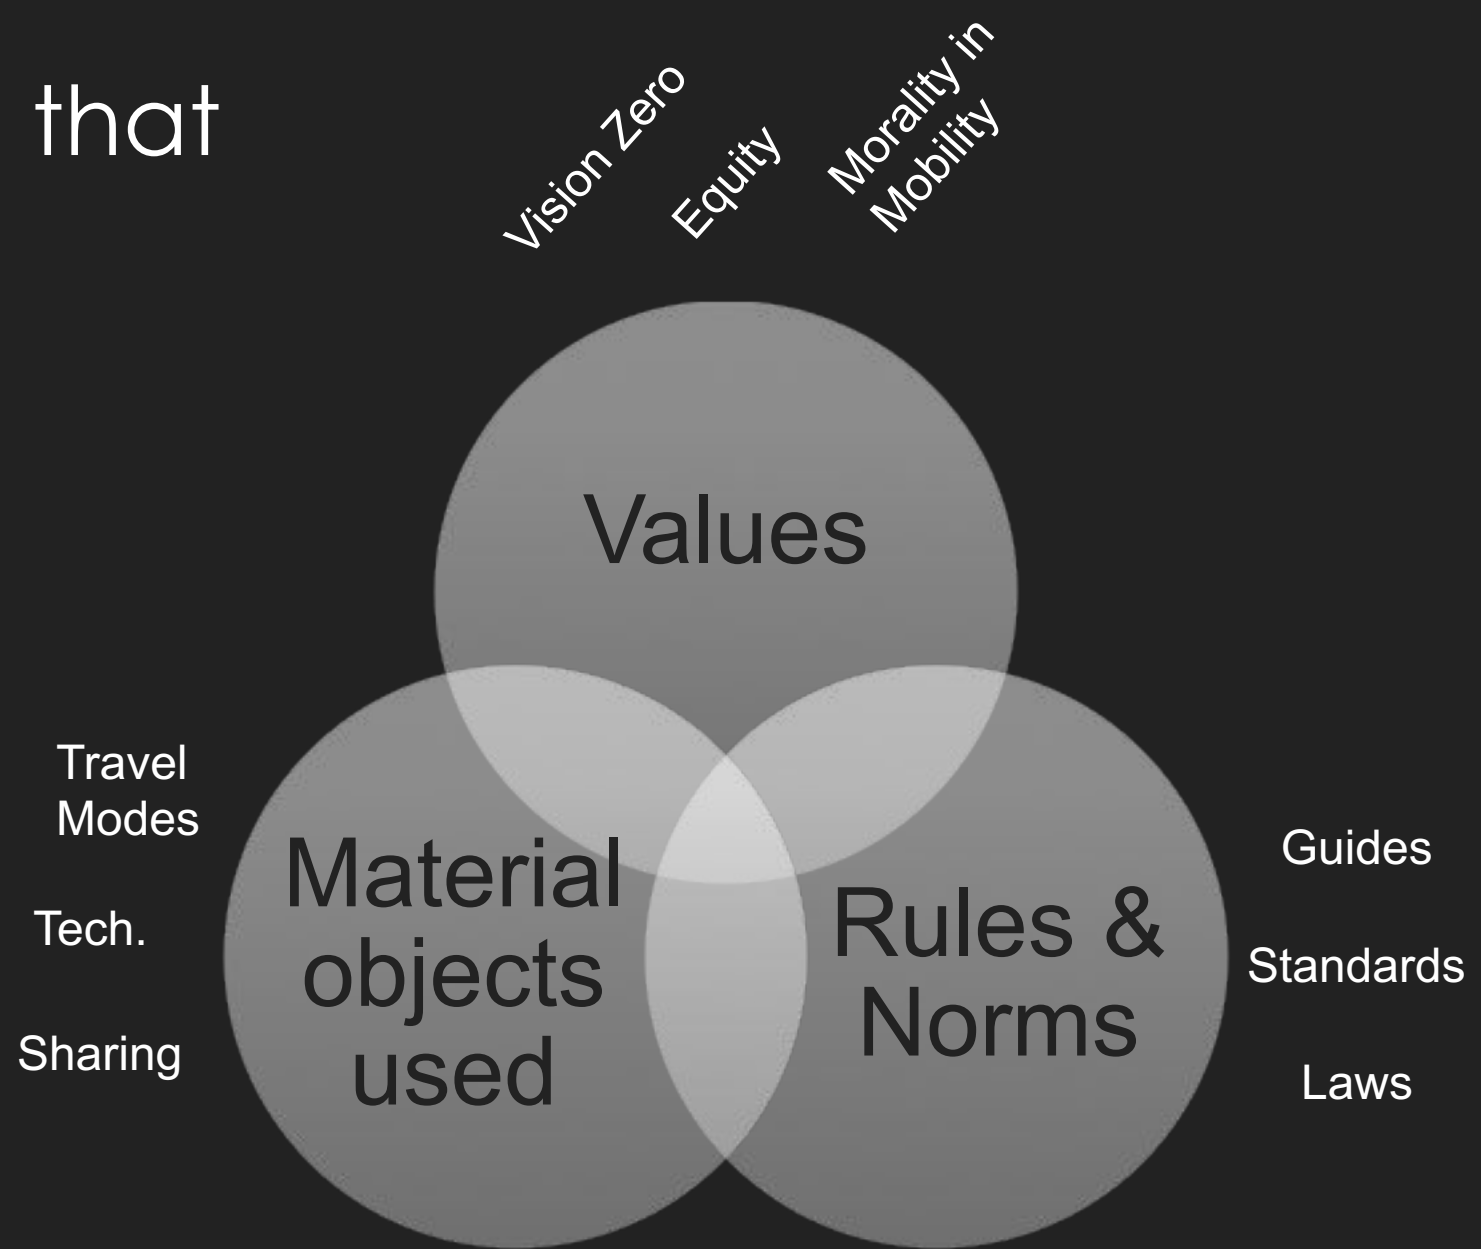 that
Vision Zero
Equity
Morality in
Mobility
Values
Travel
Modes
Tech.
Sharing
Material
objects
used
Rules &
Norms
Guides
Standards
Laws